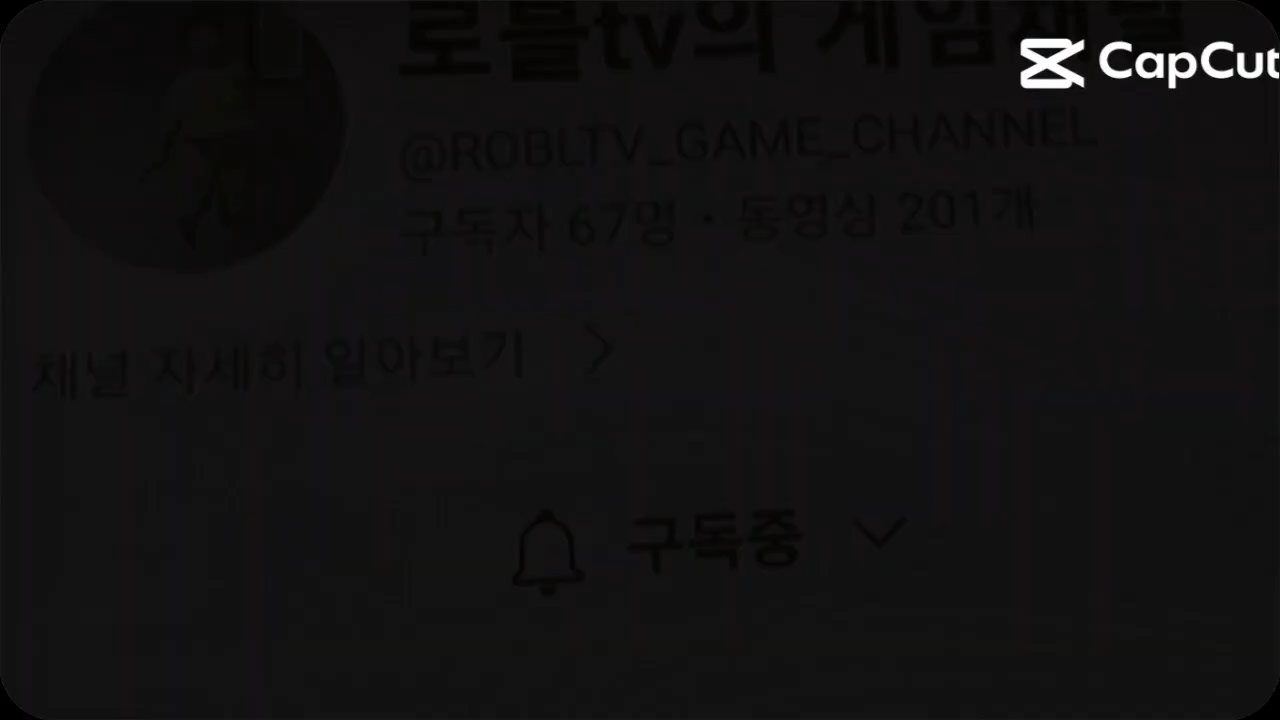 로블tv의 게임채널
CapCut
@ROBLTV_GAME_CHANNEL
구독자 67명 • 동영상 201개
채널 자세히 알아보기 >
구독중